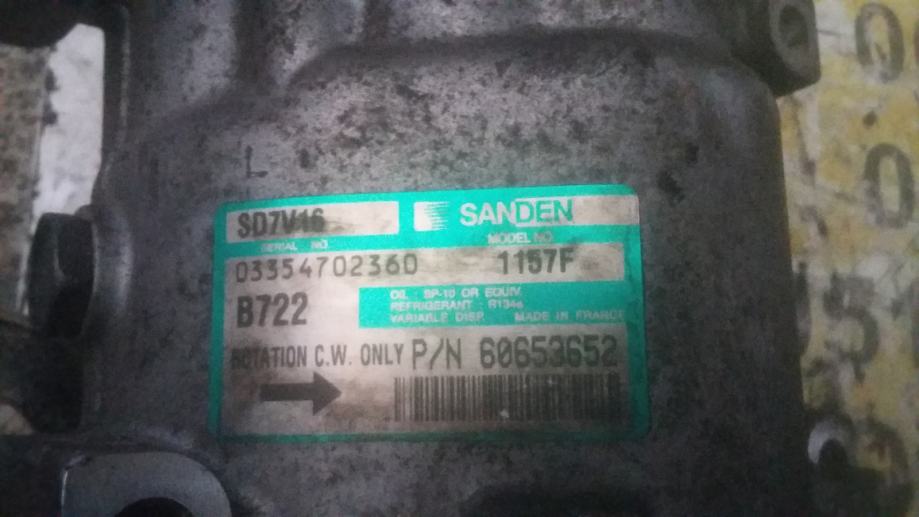 SD7V16
SANDEN
SERIAL NO.
MODEL NO.
03354702360
1157F
B722
OIL : SP-10 OR EQUIV.
REFRIGERANT : R134a
VARIABLE DISP. MADE IN FRANCE
ROTATION C.W. ONLY
P/N 60653652